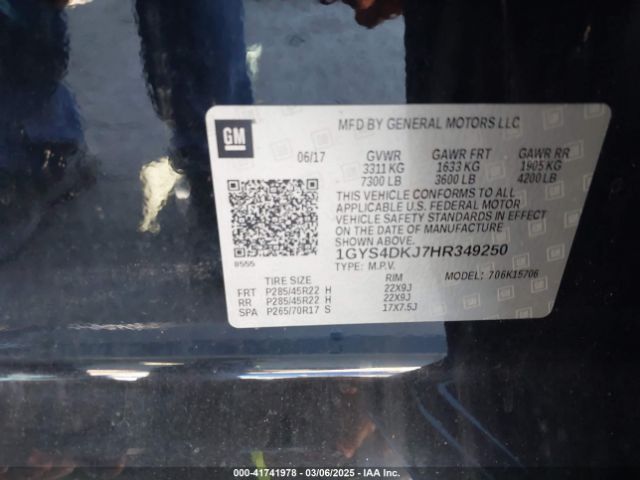 GM
MFD BY GENERAL MOTORS LLC
06/17 GVWR GAWR FRT GAWR RR
3311 KG 1633 KG 1905 KG
7300 LB 3600 LB 4200 LB
THIS VEHICLE CONFORMS TO ALL
APPLICABLE U.S. FEDERAL MOTOR
VEHICLE SAFETY STANDARDS IN EFFECT
ON THE DATE OF MANUFACTURE
SHOWN ABOVE.
1GYS4DKJ7HR349250
8555
TYPE: M.P.V. MODEL: 706K15706
TIRE SIZE RIM
FRT P285/45R22 H 22X9J
RR P285/45R22 H 22X9J
SPA P265/70R17 S 17X7.5J
00-41741978 | 03/06/2025 - IAA Inc.